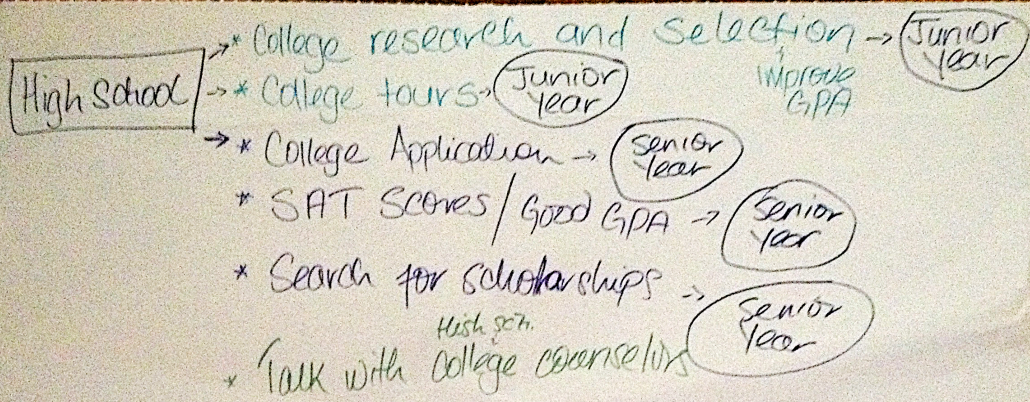 High School
* College research and selection → Junior Year
improve GPA
* College tours → Junior Year
* College Application → Senior Year
* SAT Scores / Good GPA → Senior Year
* Search for scholarships → Senior Year
High sch.
* Talk with College counselors